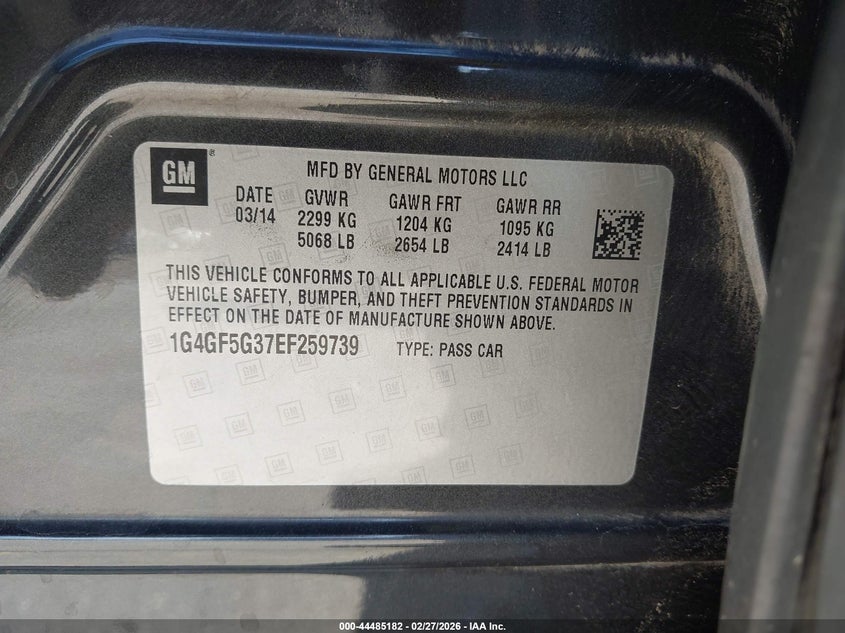 GM
MFD BY GENERAL MOTORS LLC
DATE GVWR GAWR FRT GAWR RR
03/14 2299 KG 1204 KG 1095 KG
5068 LB 2654 LB 2414 LB
THIS VEHICLE CONFORMS TO ALL APPLICABLE U.S. FEDERAL MOTOR
VEHICLE SAFETY, BUMPER, AND THEFT PREVENTION STANDARDS IN
EFFECT ON THE DATE OF MANUFACTURE SHOWN ABOVE.
1G4GF5G37EF259739 TYPE: PASS CAR
000-44485182 / 02/27/2026 - IAA Inc.